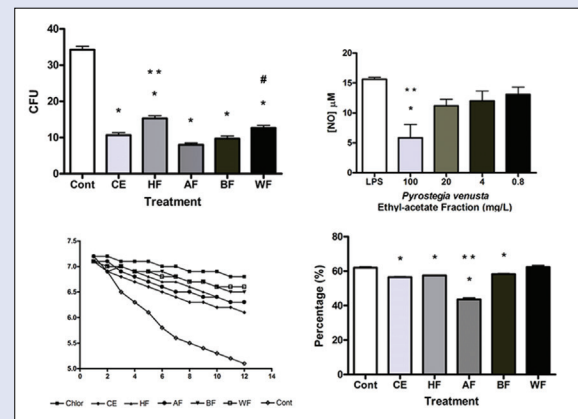 CFU
40
30
20
10
0
* ** * * * # *
Cont CE HF AF BF WF
Treatment
[NO] µM
20
15
10
5
0
** *
LPS 100 20 4 0.8
Pyrostegia venusta
Ethyl-acetate Fraction (mg/L)
7.5
7.0
6.5
6.0
5.5
5.0
0 2 4 6 8 10 12 14
Chlor CE HF AF BF WF Cont
Percentage (%)
80
60
40
20
0
* * ** * *
Cont CE HF AF BF WF
Treatment